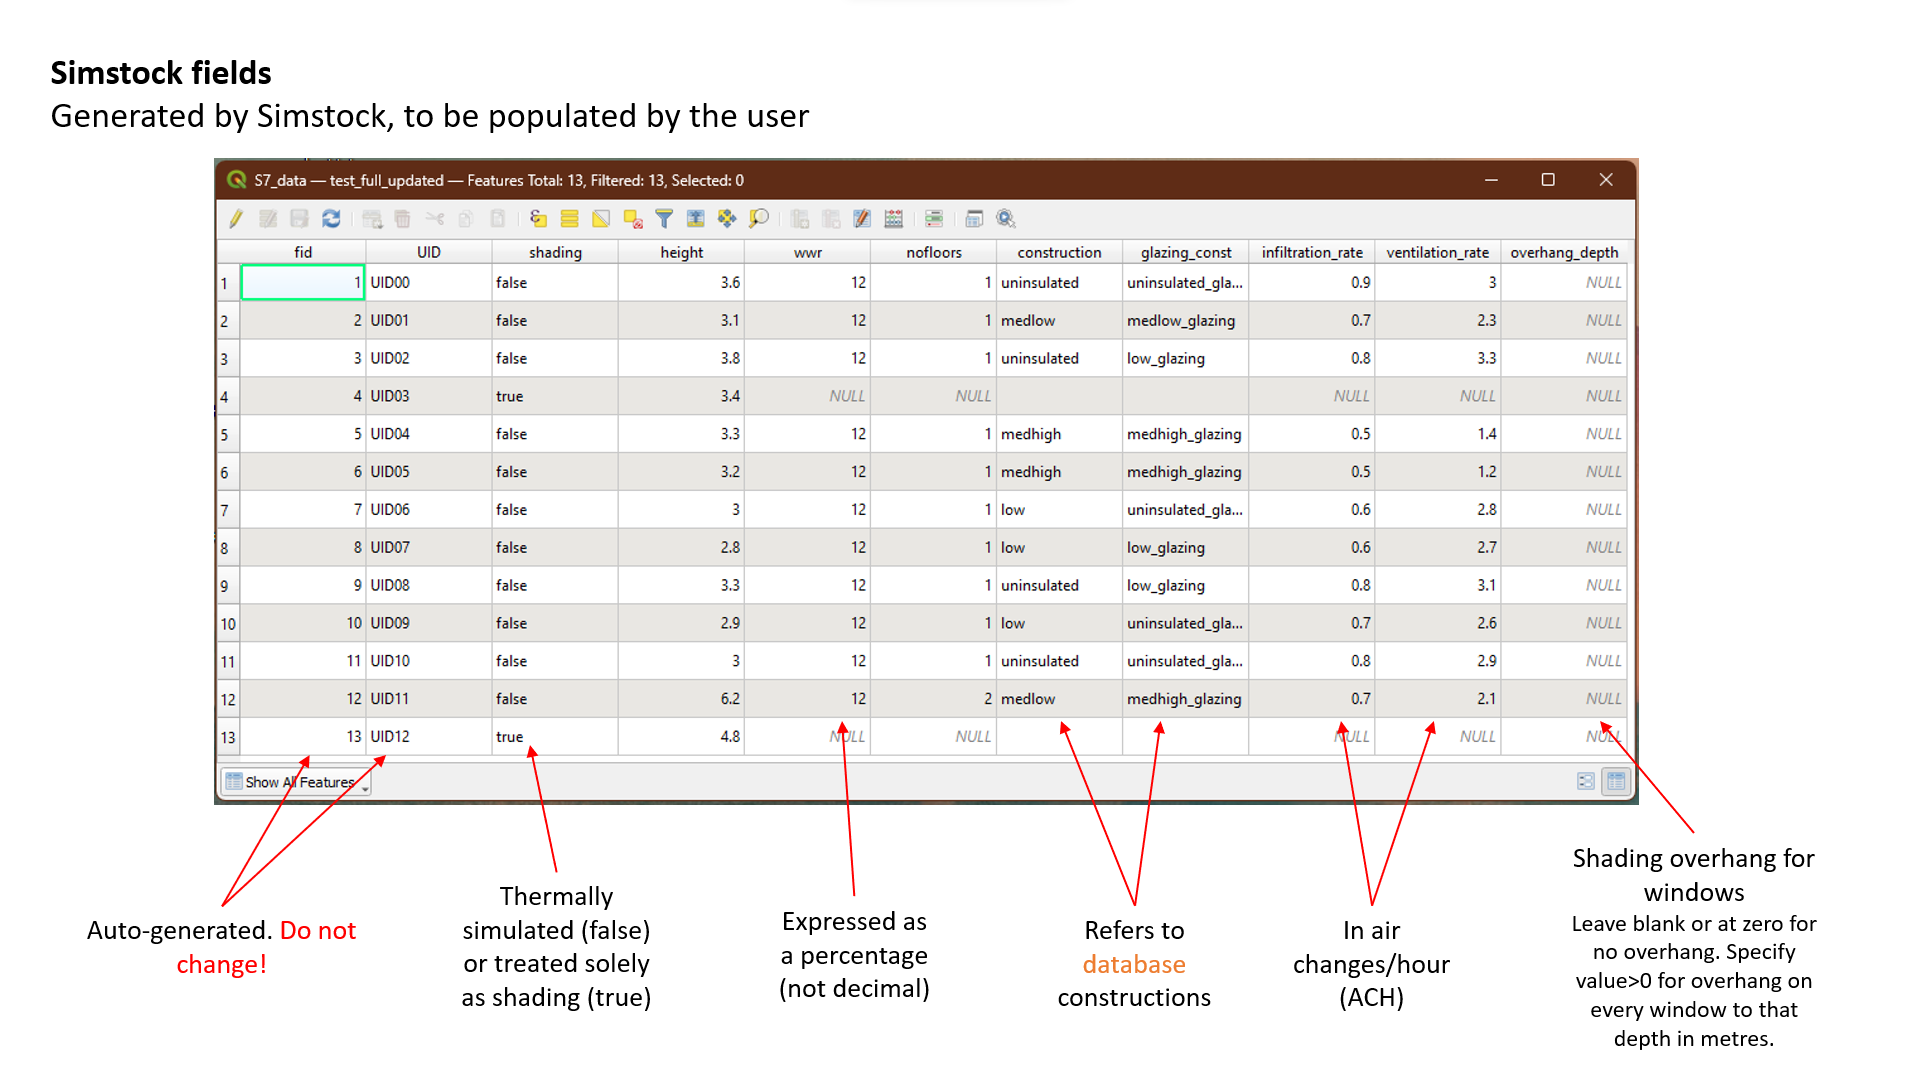 Simstock fields
Generated by Simstock, to be populated by the user
S7_data — test_full_updated — Features Total: 13, Filtered: 13, Selected: 0
fid UID shading height wwr nofloors construction glazing_const infiltration_rate ventilation_rate overhang_depth
1 1 UID00 false 3.6 12 1 uninsulated uninsulated_gla... 0.9 3 NULL
2 2 UID01 false 3.1 12 1 medlow medlow_glazing 0.7 2.3 NULL
3 3 UID02 false 3.8 12 1 uninsulated low_glazing 0.8 3.3 NULL
4 4 UID03 true 3.4 NULL NULL NULL NULL NULL
5 5 UID04 false 3.3 12 1 medhigh medhigh_glazing 0.5 1.4 NULL
6 6 UID05 false 3.2 12 1 medhigh medhigh_glazing 0.5 1.2 NULL
7 7 UID06 false 3 12 1 low uninsulated_gla... 0.6 2.8 NULL
8 8 UID07 false 2.8 12 1 low low_glazing 0.6 2.7 NULL
9 9 UID08 false 3.3 12 1 uninsulated low_glazing 0.8 3.1 NULL
10 10 UID09 false 2.9 12 1 low uninsulated_gla... 0.7 2.6 NULL
11 11 UID10 false 3 12 1 uninsulated uninsulated_gla... 0.8 2.9 NULL
12 12 UID11 false 6.2 12 2 medlow medhigh_glazing 0.7 2.1 NULL
13 13 UID12 true 4.8 NULL NULL NULL NULL NULL
Show All Features
Auto-generated. Do not
change!
Thermally
simulated (false)
or treated solely
as shading (true)
Expressed as
a percentage
(not decimal)
Refers to
database
constructions
In air
changes/hour
(ACH)
Shading overhang for
windows
Leave blank or at zero for
no overhang. Specify
value>0 for overhang on
every window to that
depth in metres.